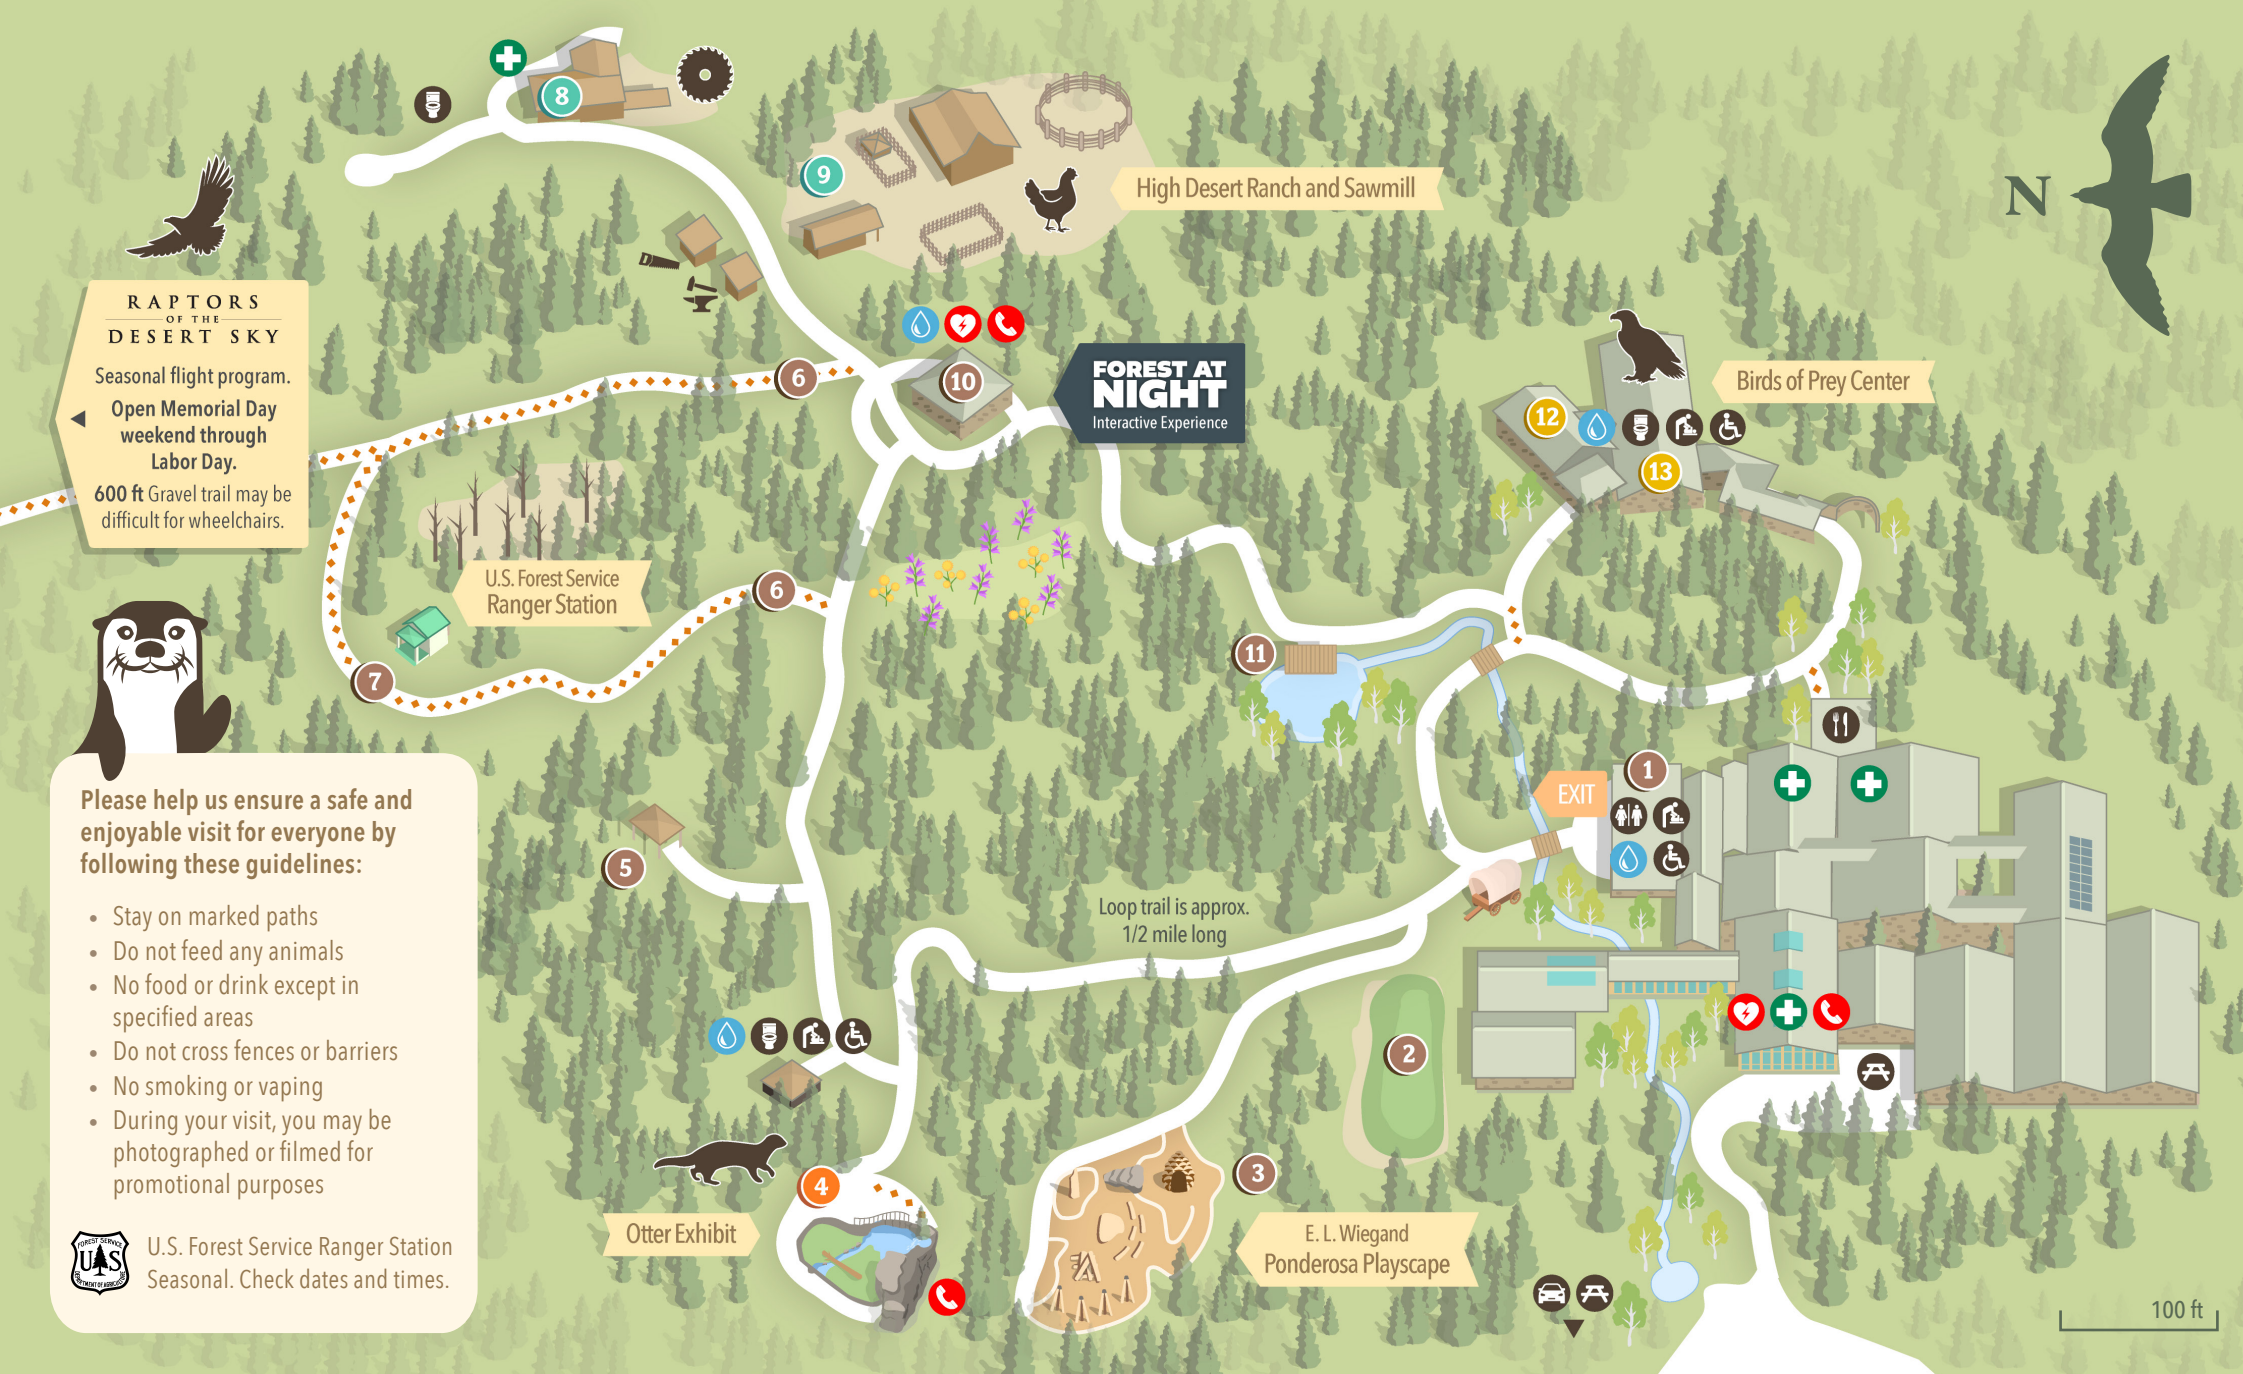 8
9
High Desert Ranch and Sawmill
N
RAPTORS
OF THE
DESERT SKY
Seasonal flight program.
Open Memorial Day
weekend through
Labor Day.
600 ft Gravel trail may be
difficult for wheelchairs.
6
10
FOREST AT
NIGHT
Interactive Experience
Birds of Prey Center
12
13
U.S. Forest Service
Ranger Station
6
7
11
EXIT
1
5
Loop trail is approx.
1/2 mile long
2
3
4
Otter Exhibit
E. L. Wiegand
Ponderosa Playscape
100 ft
Please help us ensure a safe and
enjoyable visit for everyone by
following these guidelines:
• Stay on marked paths
• Do not feed any animals
• No food or drink except in
specified areas
• Do not cross fences or barriers
• No smoking or vaping
• During your visit, you may be
photographed or filmed for
promotional purposes
FOREST SERVICE
US
DEPARTMENT OF AGRICULTURE
U.S. Forest Service Ranger Station
Seasonal. Check dates and times.